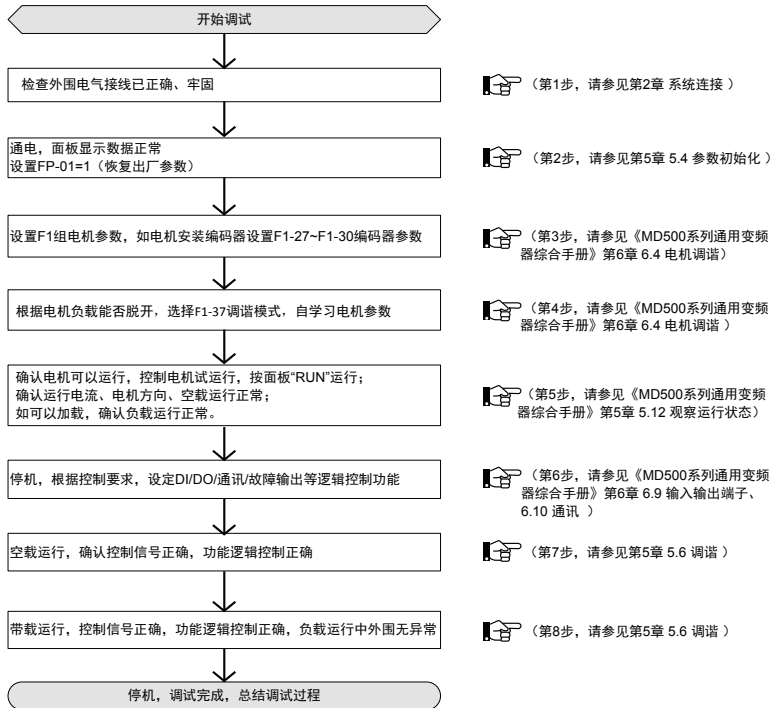 开始调试
检查外围电气接线已正确、牢固
（第1步，请参见第2章 系统连接 ）
通电，面板显示数据正常
设置FP-01=1（恢复出厂参数）
（第2步，请参见第5章 5.4 参数初始化 ）
设置F1组电机参数，如电机安装编码器设置F1-27~F1-30编码器参数
（第3步，请参见《MD500系列通用变频
器综合手册》第6章 6.4 电机调谐）
根据电机负载能否脱开，选择F1-37调谐模式，自学习电机参数
（第4步，请参见《MD500系列通用变频
器综合手册》第6章 6.4 电机调谐 ）
确认电机可以运行，控制电机试运行，按面板“RUN”运行；
确认运行电流、电机方向、空载运行正常；
如可以加载，确认负载运行正常。
（第5步，请参见《MD500系列通用变频
器综合手册》第5章 5.12 观察运行状态）
停机，根据控制要求，设定DI/DO/通讯/故障输出等逻辑控制功能
（第6步，请参见《MD500系列通用变频
器综合手册》第6章 6.9 输入输出端子、
6.10 通讯 ）
空载运行，确认控制信号正确，功能逻辑控制正确
（第7步，请参见第5章 5.6 调谐 ）
带载运行，控制信号正确，功能逻辑控制正确，负载运行中外围无异常
（第8步，请参见第5章 5.6 调谐 ）
停机，调试完成，总结调试过程